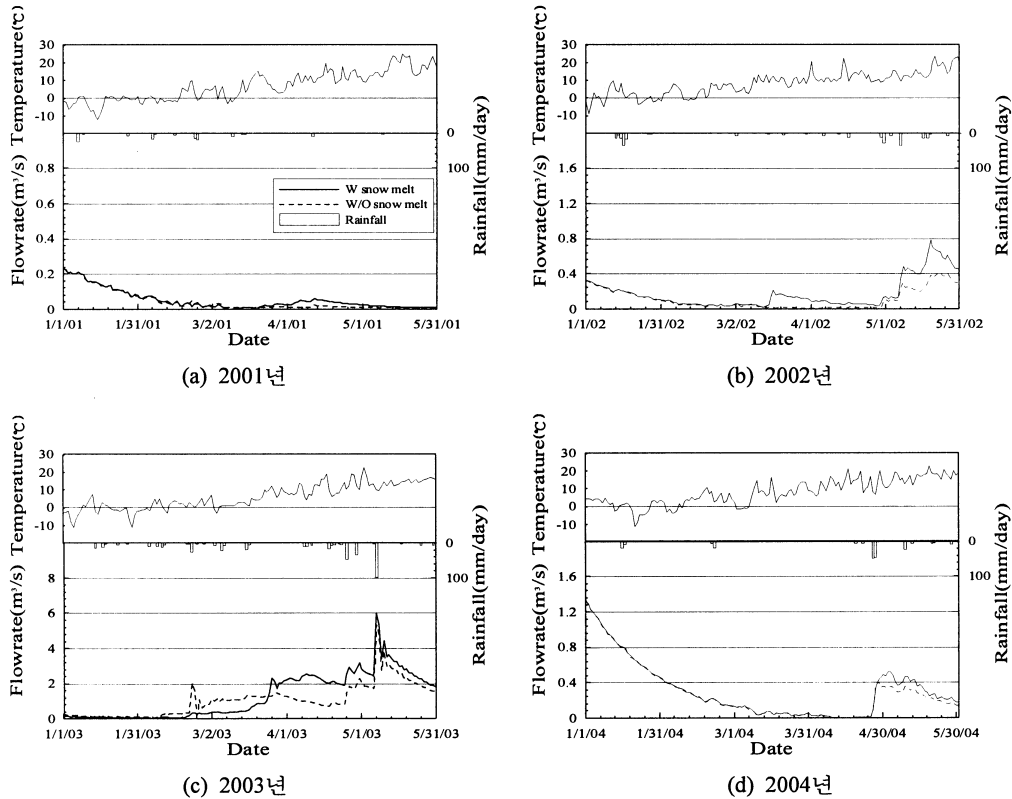 Temperature(℃)
30
20
10
0
-10
Flowrate(m³/s)
0.8
0.6
0.4
0.2
0
0
100
Rainfall(mm/day)
W snow melt
W/O snow melt
Rainfall
1/1/01 1/31/01 3/2/01 4/1/01 5/1/01 5/31/01
Date
(a) 2001년
Temperature(℃)
30
20
10
0
-10
Flowrate(m³/s)
1.6
1.2
0.8
0.4
0
0
100
Rainfall(mm/day)
1/1/02 1/31/02 3/2/02 4/1/02 5/1/02 5/31/02
Date
(b) 2002년
Temperature(℃)
30
20
10
0
-10
Flowrate(m³/s)
8
6
4
2
0
0
100
Rainfall(mm/day)
1/1/03 1/31/03 3/2/03 4/1/03 5/1/03 5/31/03
Date
(c) 2003년
Temperature(℃)
30
20
10
0
-10
Flowrate(m³/s)
1.6
1.2
0.8
0.4
0
0
100
Rainfall(mm/day)
1/1/04 1/31/04 3/1/04 3/31/04 4/30/04 5/30/04
Date
(d) 2004년